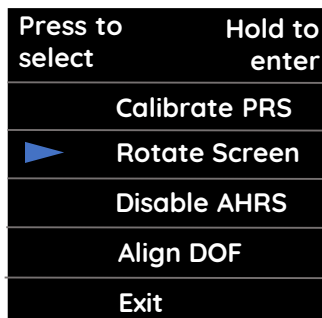 Press to Hold to
select enter
Calibrate PRS
Rotate Screen
Disable AHRS
Align DOF
Exit